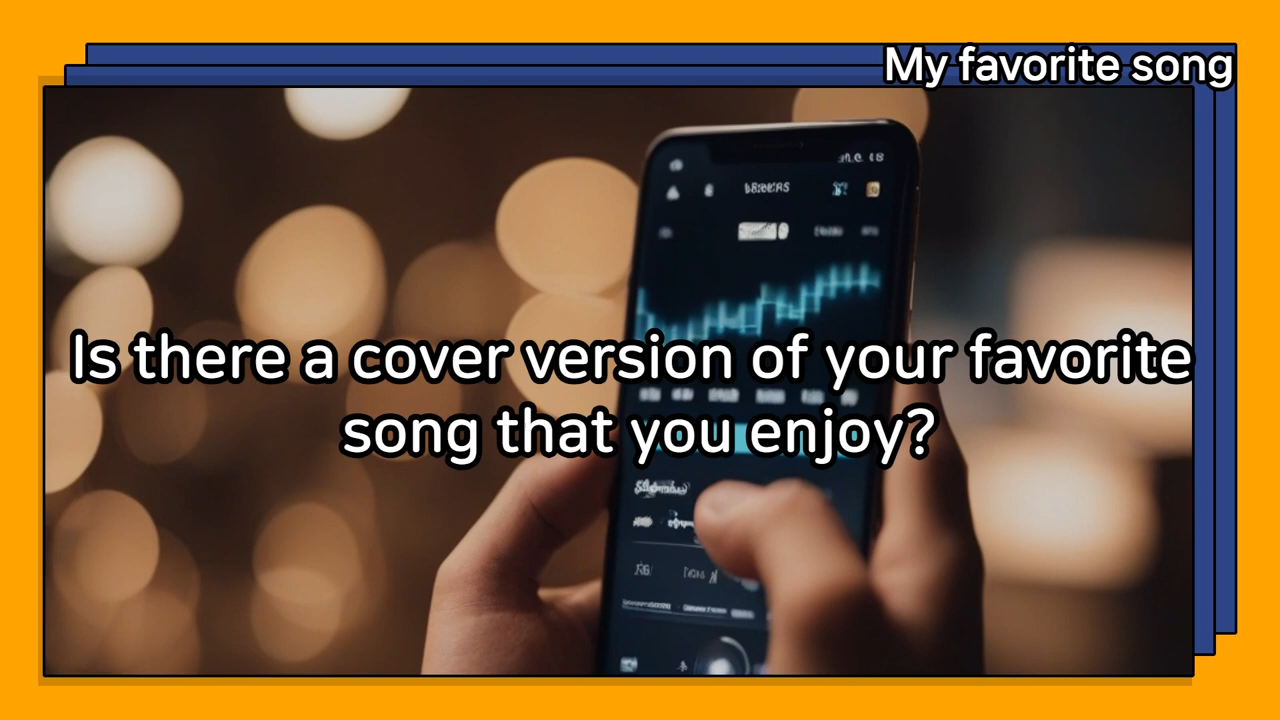 My favorite song
Is there a cover version of your favorite
song that you enjoy?